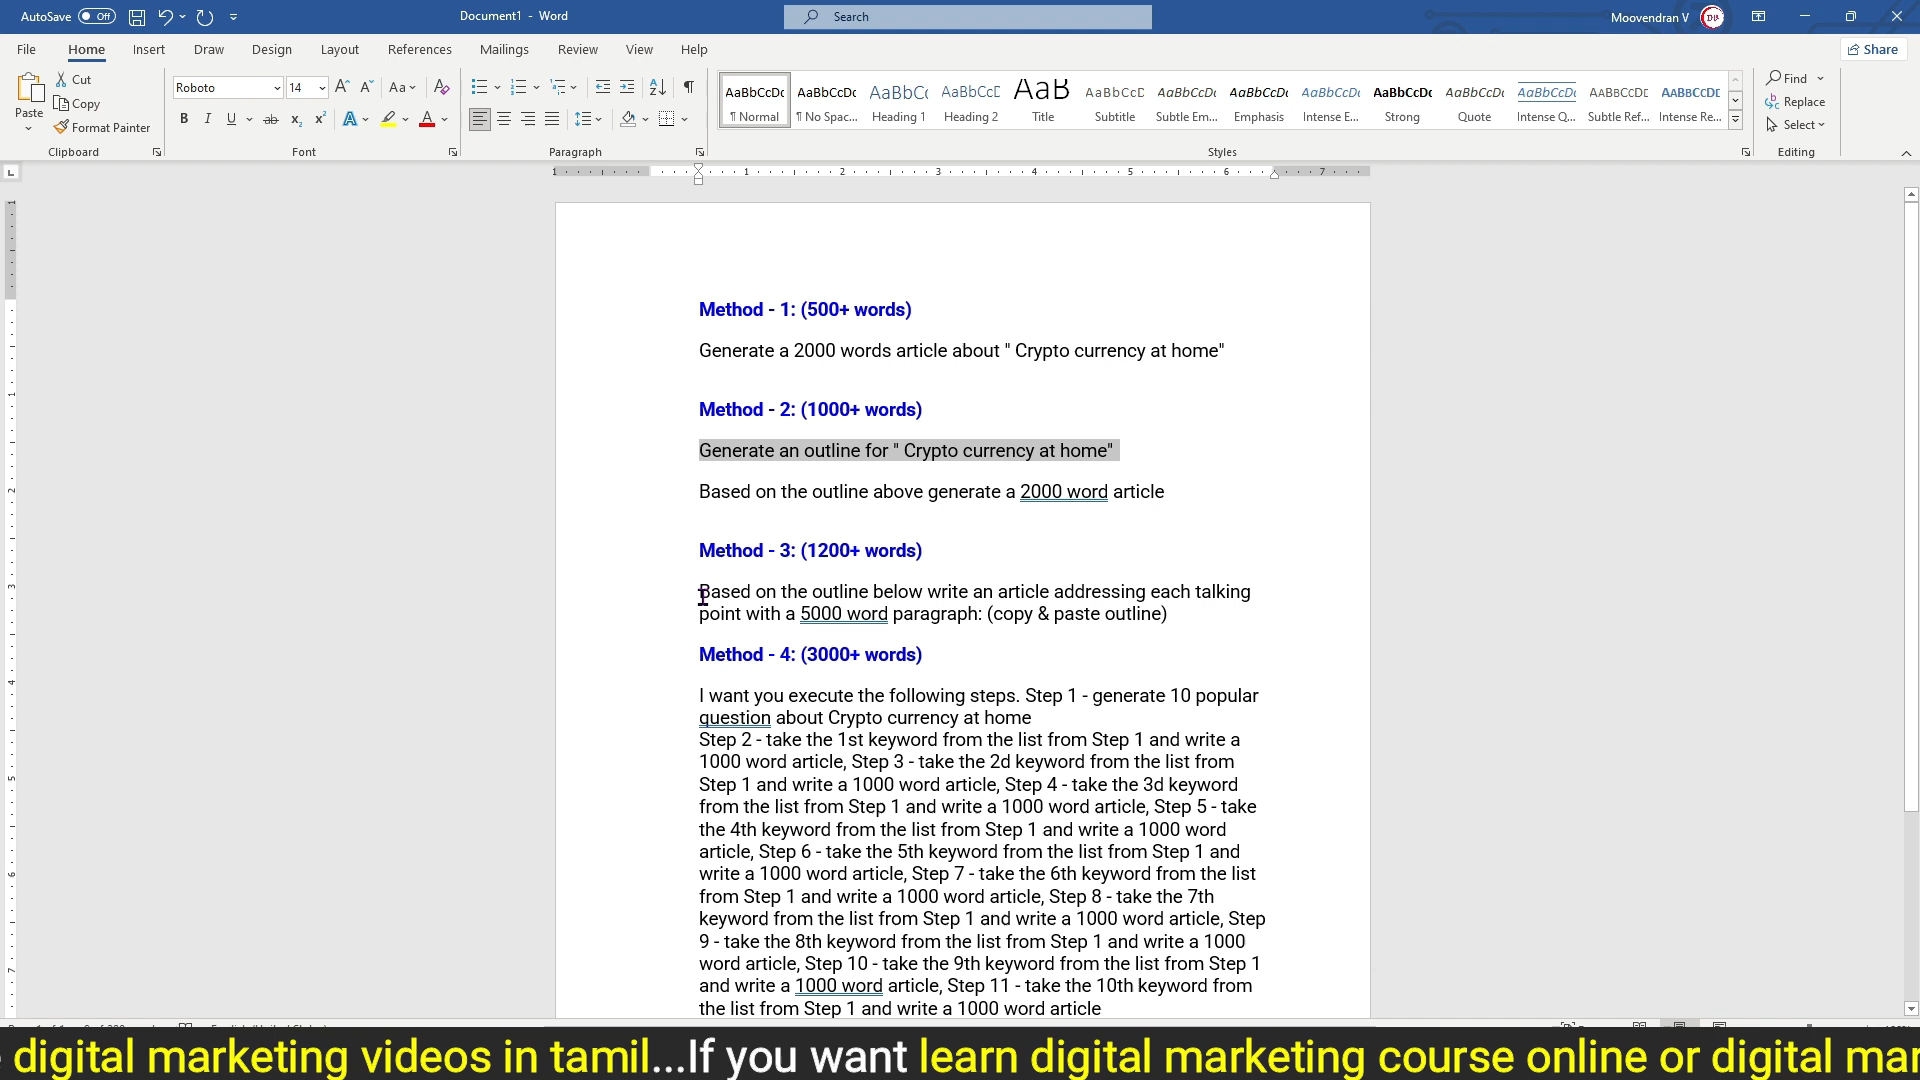 AutoSave Off Document1 - Word Search Moovendran V
File Home Insert Draw Design Layout References Mailings Review View Help Share
Paste Cut Copy Format Painter Clipboard
Roboto 14 Aa Font
Paragraph
AaBbCcDc AaBbCcDc AaBbCc AaBbCcD AaB AaBbCcD AaBbCcDc AaBbCcDc AaBbCcDc AaBbCcDc AaBbCcDc AaBbCcDc AABBCCDD AABBCCDD
¶ Normal ¶ No Spac... Heading 1 Heading 2 Title Subtitle Subtle Em... Emphasis Intense E... Strong Quote Intense Q... Subtle Ref... Intense Re...
Styles
Find Replace Select Editing
Method - 1: (500+ words)
Generate a 2000 words article about " Crypto currency at home"
Method - 2: (1000+ words)
Generate an outline for " Crypto currency at home"
Based on the outline above generate a 2000 word article
Method - 3: (1200+ words)
Based on the outline below write an article addressing each talking
point with a 5000 word paragraph: (copy & paste outline)
Method - 4: (3000+ words)
I want you execute the following steps. Step 1 - generate 10 popular
question about Crypto currency at home
Step 2 - take the 1st keyword from the list from Step 1 and write a
1000 word article, Step 3 - take the 2d keyword from the list from
Step 1 and write a 1000 word article, Step 4 - take the 3d keyword
from the list from Step 1 and write a 1000 word article, Step 5 - take
the 4th keyword from the list from Step 1 and write a 1000 word
article, Step 6 - take the 5th keyword from the list from Step 1 and
write a 1000 word article, Step 7 - take the 6th keyword from the list
from Step 1 and write a 1000 word article, Step 8 - take the 7th
keyword from the list from Step 1 and write a 1000 word article, Step
9 - take the 8th keyword from the list from Step 1 and write a 1000
word article, Step 10 - take the 9th keyword from the list from Step 1
and write a 1000 word article, Step 11 - take the 10th keyword from
the list from Step 1 and write a 1000 word article
digital marketing videos in tamil...If you want learn digital marketing course online or digital mar